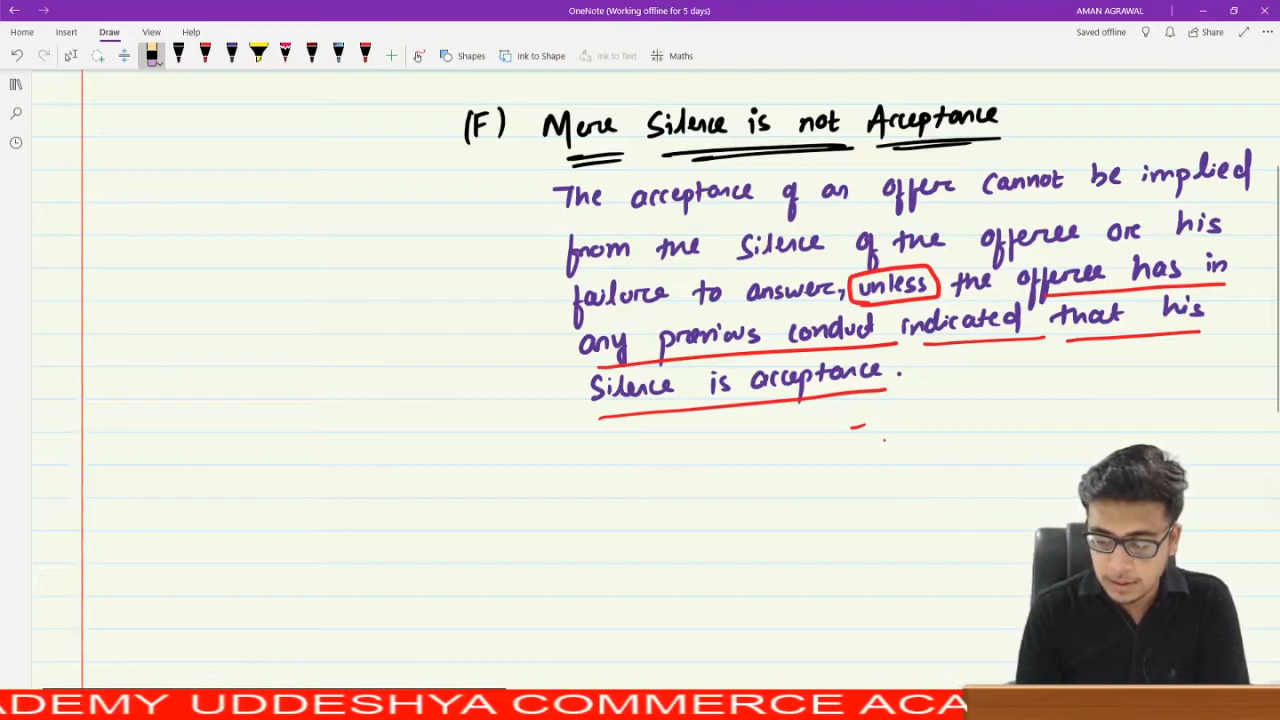 OneNote (Working offline for 5 days)
AMAN AGRAWAL
Home Insert Draw View Help
Saved offline
Share
Shapes
Ink to Shape
Ink to Text
Maths
(F) Mere Silence is not Acceptance
The acceptance of an offer cannot be implied
from the silence of the offeree or his
failure to answer, unless the offeree has in
any previous conduct indicated that his
Silence is acceptance.
ADEMY UDDESHYA COMMERCE ACA